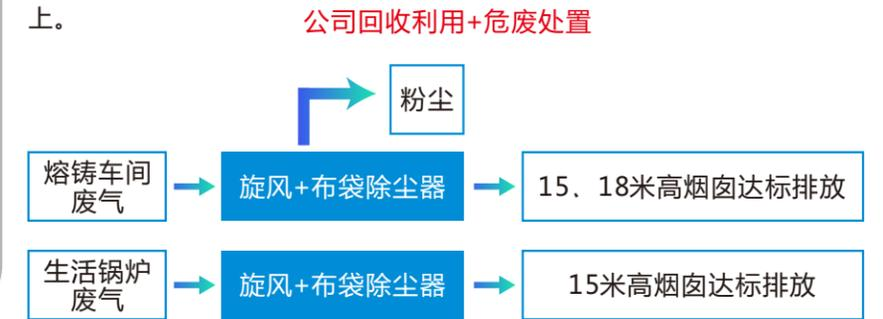 上。
公司回收利用+危废处置
粉尘
熔铸车间
废气
旋风+布袋除尘器
15、18米高烟囱达标排放
生活锅炉
废气
旋风+布袋除尘器
15米高烟囱达标排放